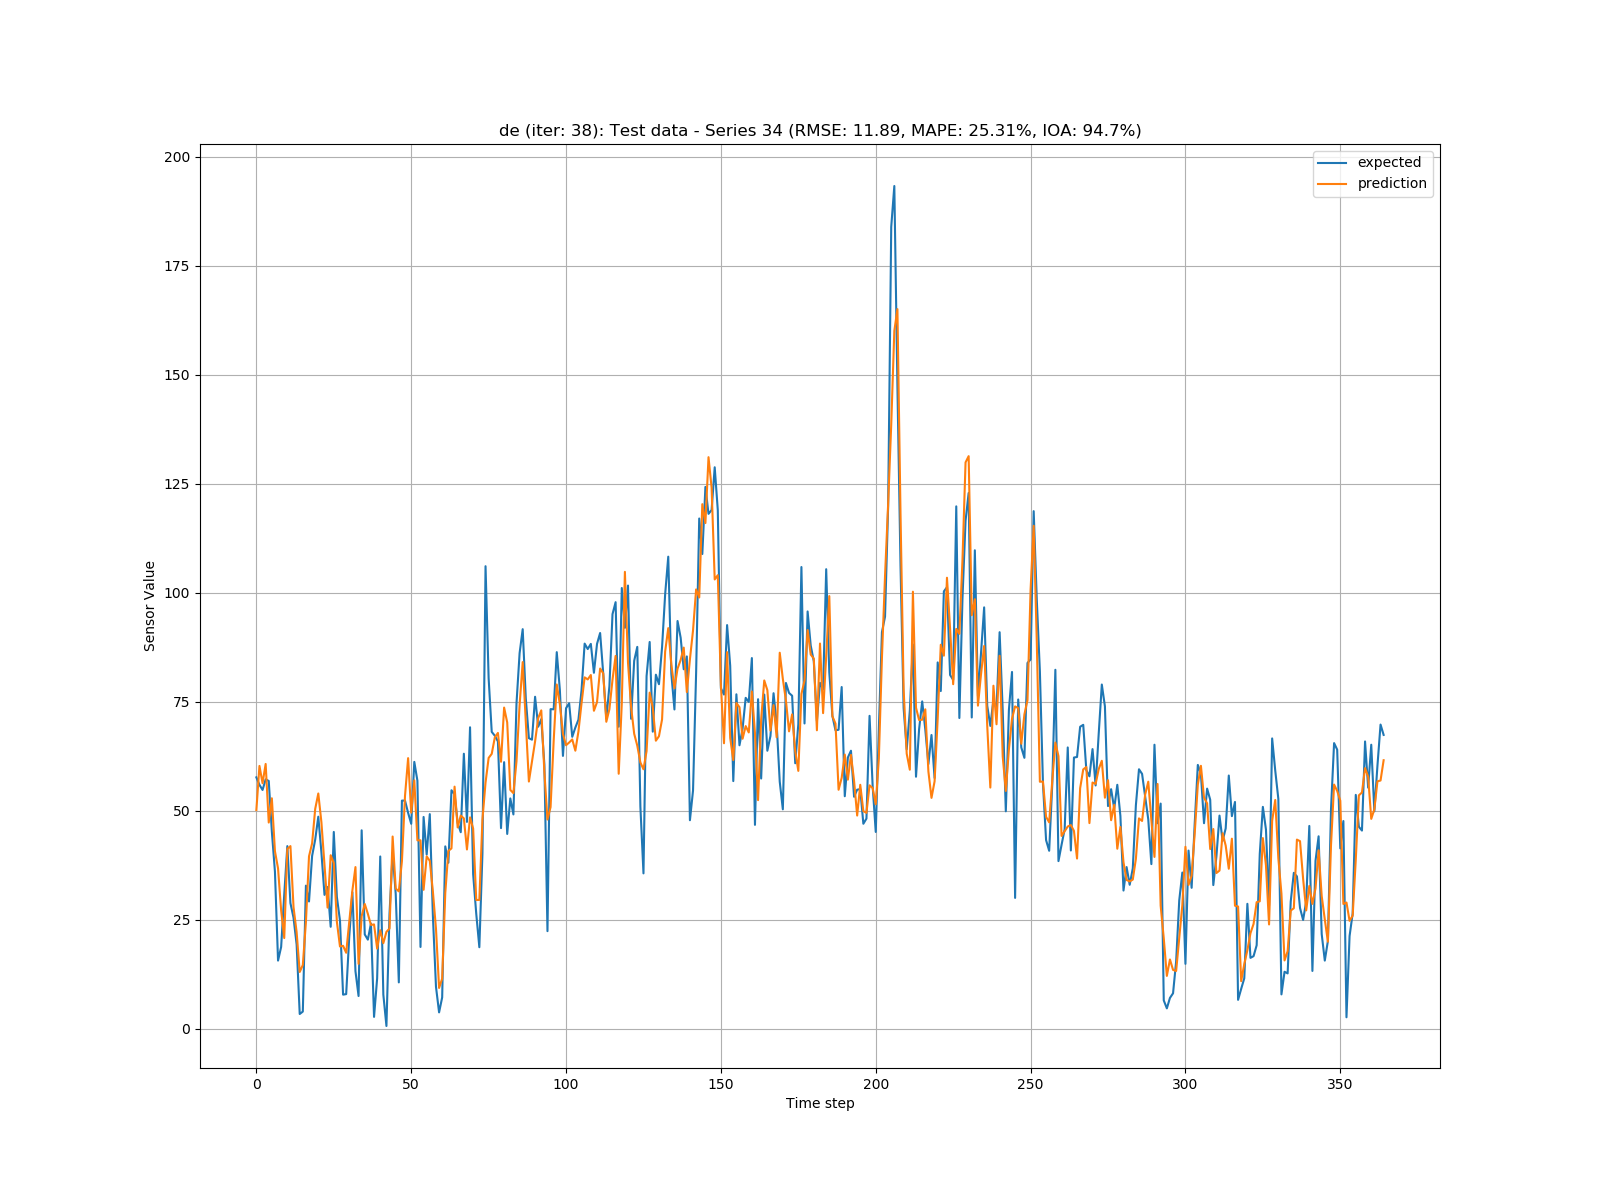 de (iter: 38): Test data - Series 34 (RMSE: 11.89, MAPE: 25.31%, IOA: 94.7%)
expected
prediction
200
175
150
125
100
75
50
25
0
Sensor Value
0 50 100 150 200 250 300 350
Time step